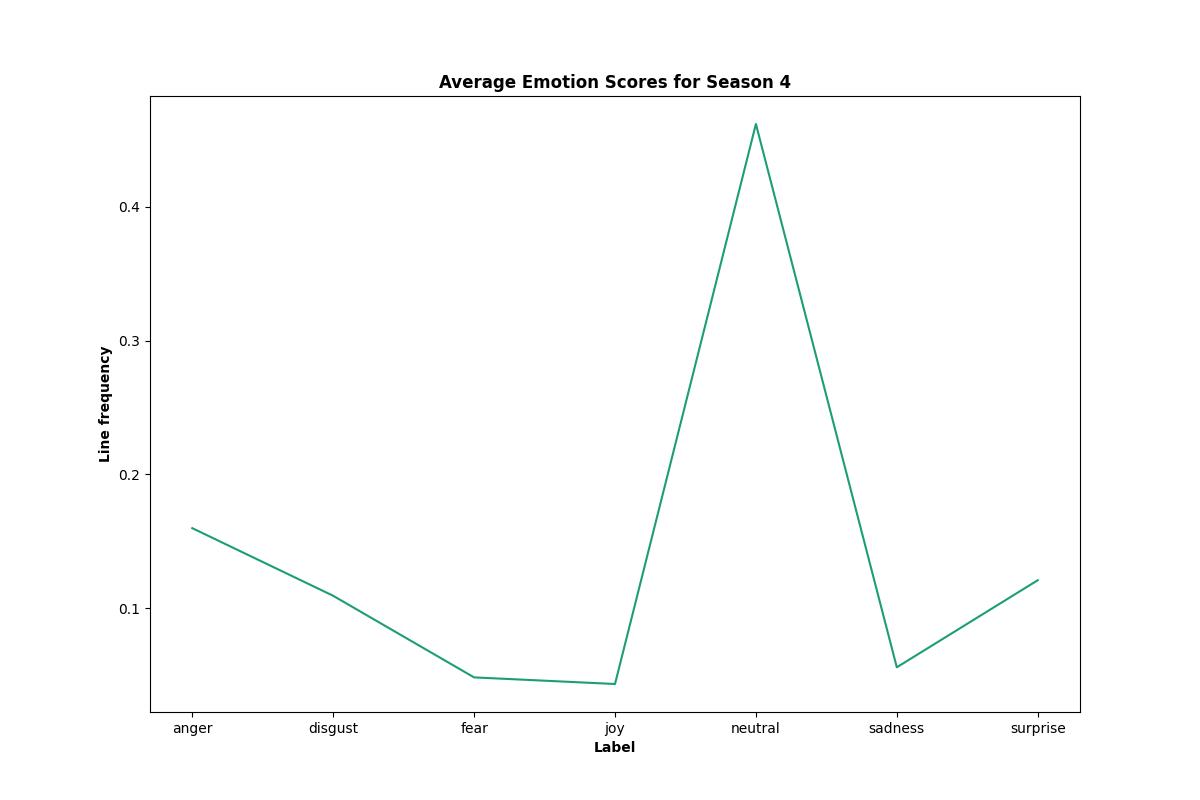 Average Emotion Scores for Season 4
Line frequency
0.4
0.3
0.2
0.1
anger disgust fear joy neutral sadness surprise
Label